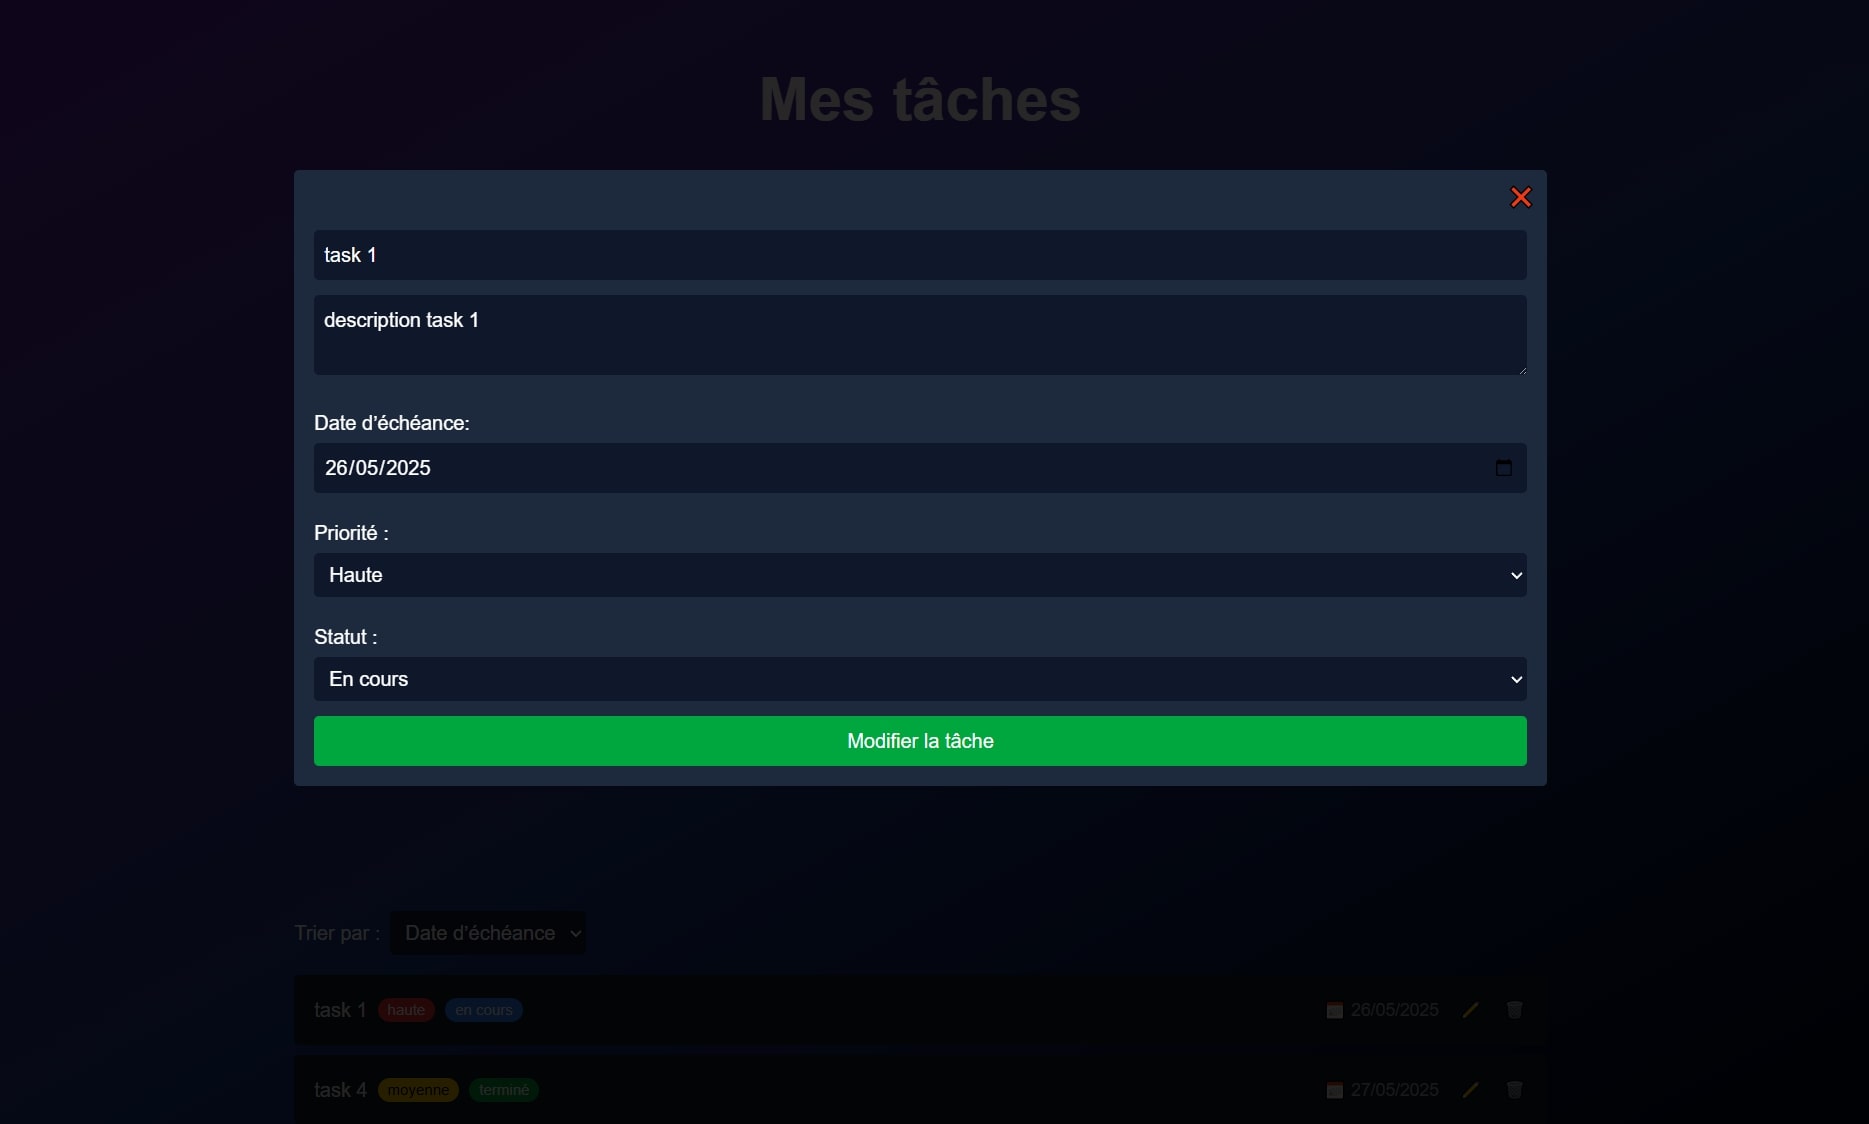 Mes tâches
task 1
description task 1
Date d’échéance:
26/05/2025
Priorité :
Haute
Statut :
En cours
Modifier la tâche
Trier par : Date d’échéance
task 1 haute en cours 26/05/2025
task 4 moyenne terminé 27/05/2025